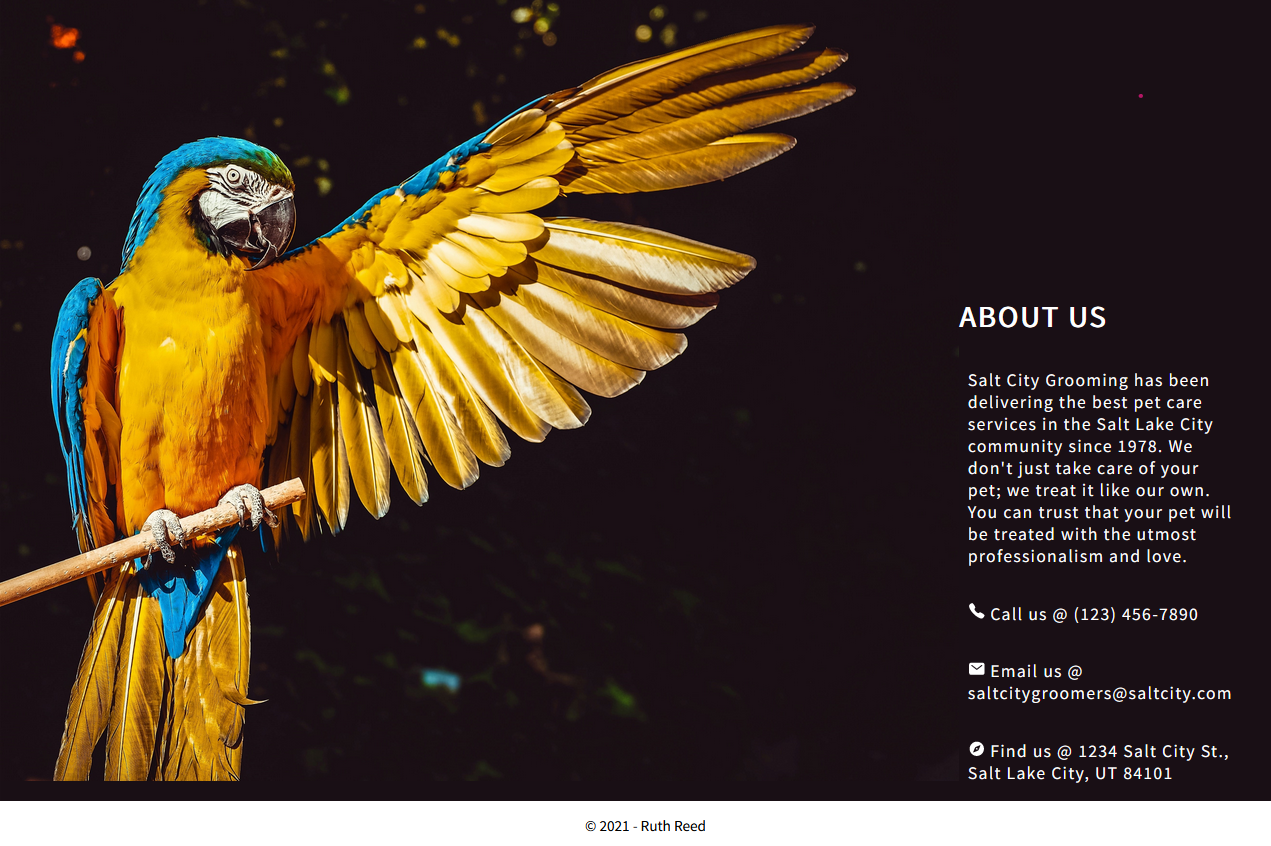 ABOUT US
Salt City Grooming has been
delivering the best pet care
services in the Salt Lake City
community since 1978. We
don't just take care of your
pet; we treat it like our own.
You can trust that your pet will
be treated with the utmost
professionalism and love.
Call us @ (123) 456-7890
Email us @
saltcitygroomers@saltcity.com
Find us @ 1234 Salt City St.,
Salt Lake City, UT 84101
© 2021 - Ruth Reed